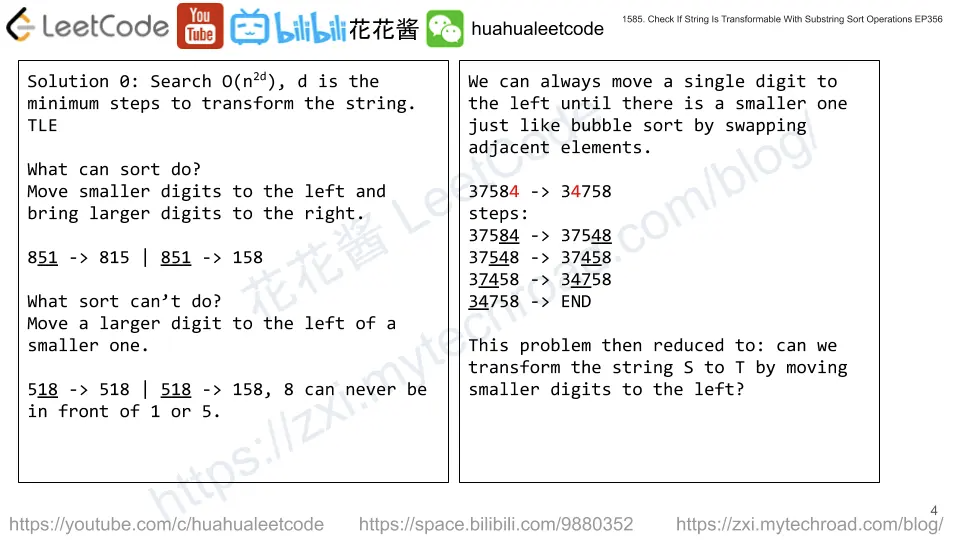 LeetCode You Tube bilibili 花花酱 huahualeetcode
1585. Check If String Is Transformable With Substring Sort Operations EP356
Solution 0: Search O(n^2d), d is the
minimum steps to transform the string.
TLE
What can sort do?
Move smaller digits to the left and
bring larger digits to the right.
851 -> 815 | 851 -> 158
What sort can’t do?
Move a larger digit to the left of a
smaller one.
518 -> 518 | 518 -> 158, 8 can never be
in front of 1 or 5.
We can always move a single digit to
the left until there is a smaller one
just like bubble sort by swapping
adjacent elements.
37584 -> 34758
steps:
37584 -> 37548
37548 -> 37458
37458 -> 34758
34758 -> END
This problem then reduced to: can we
transform the string S to T by moving
smaller digits to the left?
花花酱 LeetCode
https://zxi.mytechroad.com/blog/
4
https://youtube.com/c/huahualeetcode https://space.bilibili.com/9880352 https://zxi.mytechroad.com/blog/